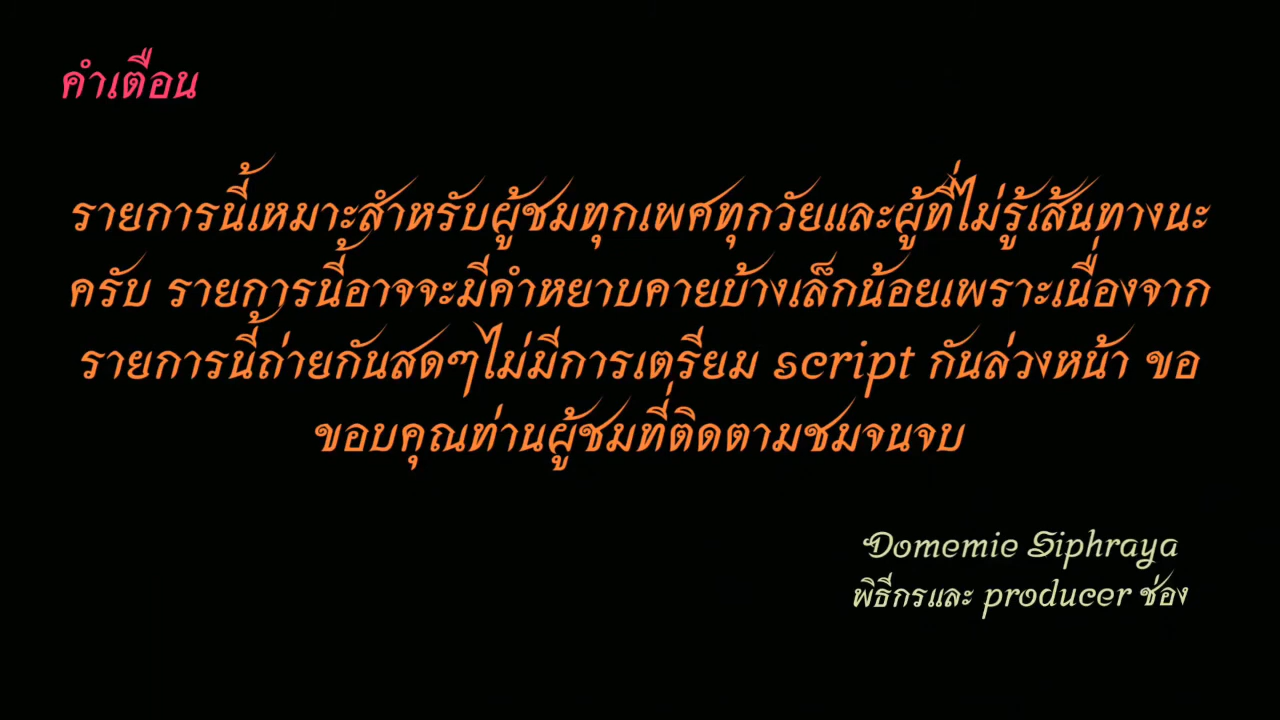 คำเตือน
รายการนี้เหมาะสำหรับผู้ชมทุกเพศทุกวัยและผู้ที่ไม่รู้เส้นทางนะ
ครับ รายการนี้อาจจะมีคำหยาบคายบ้างเล็กน้อยเพราะเนื่องจาก
รายการนี้ถ่ายกันสดๆไม่มีการเตรียม script กันล่วงหน้า ขอ
ขอบคุณท่านผู้ชมที่ติดตามชมจนจบ
Domemie Siphraya
พิธีกรและ producer ช่อง